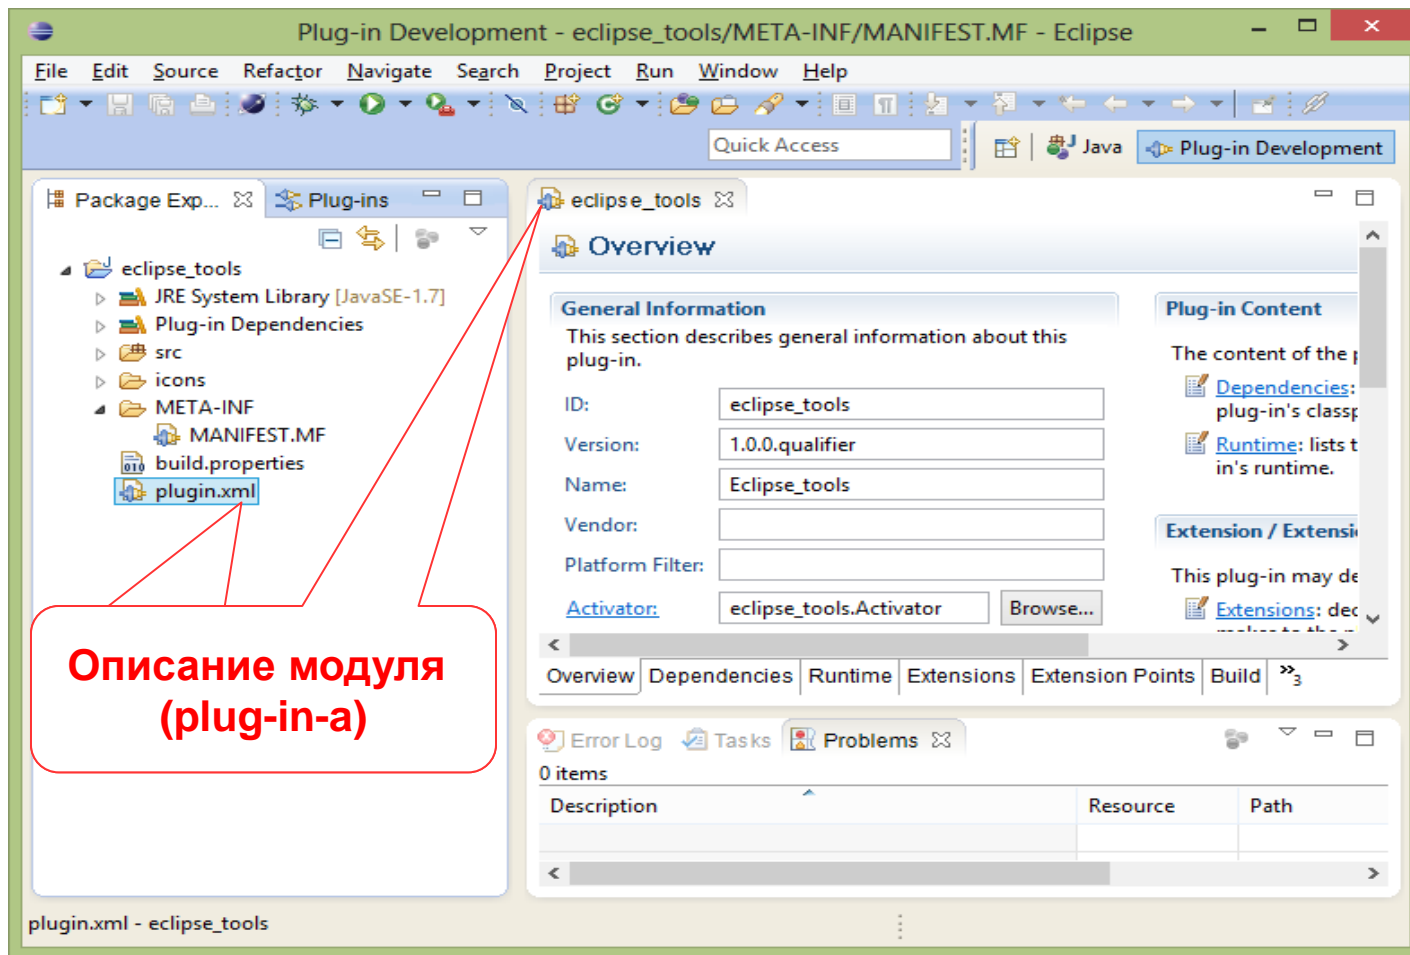 Plug-in Development - eclipse_tools/META-INF/MANIFEST.MF - Eclipse
File Edit Source Refactor Navigate Search Project Run Window Help
Quick Access
Java
Plug-in Development
Package Exp...
Plug-ins
eclipse_tools
JRE System Library [JavaSE-1.7]
Plug-in Dependencies
src
icons
META-INF
MANIFEST.MF
build.properties
plugin.xml
Описание модуля
(plug-in-а)
eclipse_tools
Overview
General Information
This section describes general information about this
plug-in.
ID: eclipse_tools
Version: 1.0.0.qualifier
Name: Eclipse_tools
Vendor:
Platform Filter:
Activator: eclipse_tools.Activator Browse...
Plug-in Content
The content of the
Dependencies:
plug-in's
Runtime: lists
in's runtime.
Extension /
This plug-in may
Extensions:
Overview Dependencies Runtime Extensions Extension Points Build »3
Error Log Tasks Problems
0 items
Description Resource Path
plugin.xml - eclipse_tools